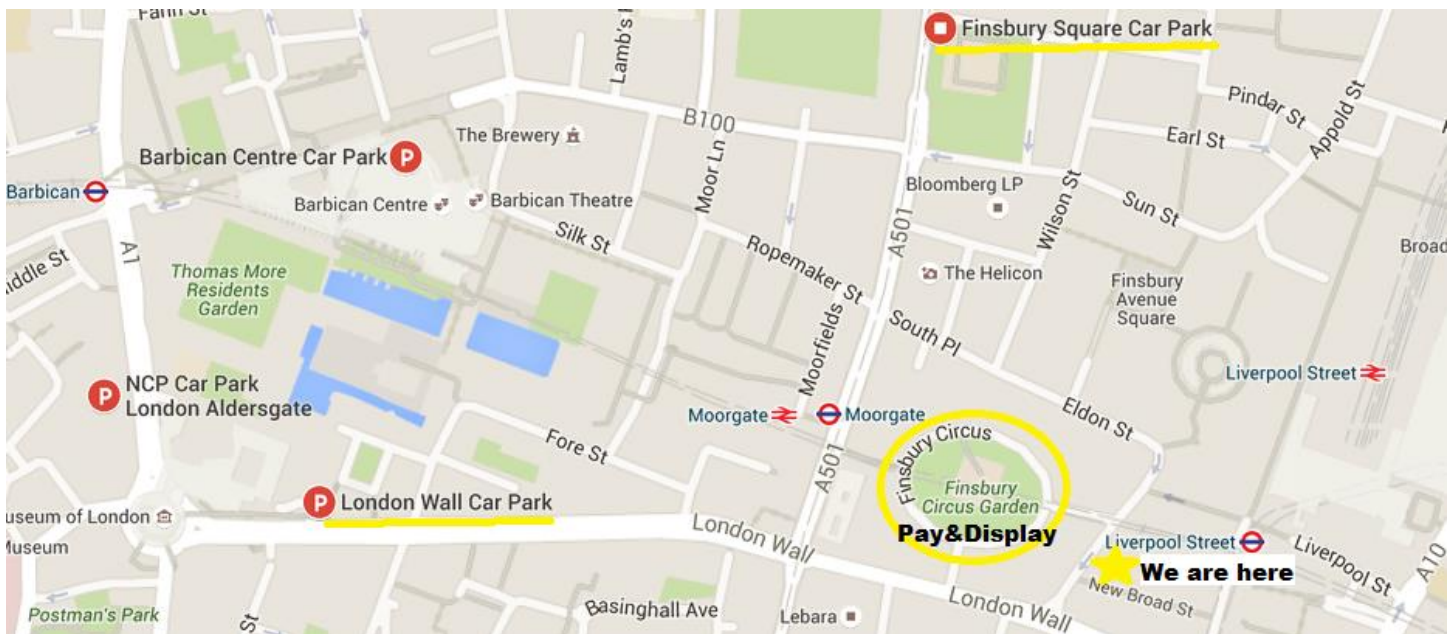 Fann St
Finsbury Square Car Park
Lamb's
Pindar St
Appold St
B100
The Brewery
Earl St
Barbican Centre Car Park
P
Moor Ln
Barbican
Bloomberg LP
Barbican Centre
Barbican Theatre
Wilson St
Sun St
A1
Silk St
A501
Ropemaker St
Broad
The Helicon
Thomas More
Residents
Garden
Finsbury
Avenue
Square
Moorfields
South Pl
Liverpool Street
P
NCP Car Park
London Aldersgate
Moorgate
Moorgate
Eldon St
Fore St
Finsbury Circus
A501
Finsbury
Circus Garden
P
London Wall Car Park
useum of London
Museum
London Wall
Pay&Display
Liverpool Street
Liverpool St
A10
We are here
New Broad St
London Wall
Postman's Park
St
Basinghall Ave
Lebara